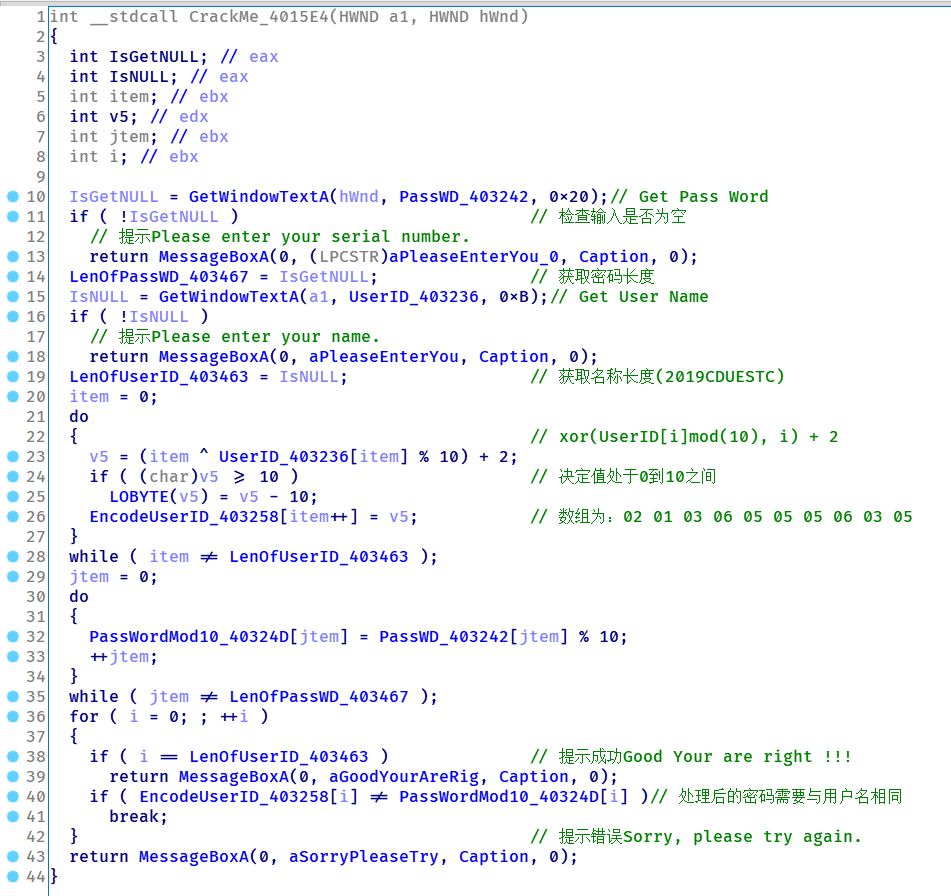 1 int __stdcall CrackMe_4015E4(HWND a1, HWND hWnd)
2 {
3   int IsGetNULL; // eax
4   int IsNULL; // eax
5   int item; // ebx
6   int v5; // edx
7   int jtem; // ebx
8   int i; // ebx
9
10   IsGetNULL = GetWindowTextA(hWnd, PassWD_403242, 0×20);// Get Pass Word
11   if ( !IsGetNULL )                             // 检查输入是否为空
12     // 提示Please enter your serial number.
13     return MessageBoxA(0, (LPCSTR)aPleaseEnterYou_0, Caption, 0);
14   LenOfPassWD_403467 = IsGetNULL;               // 获取密码长度
15   IsNULL = GetWindowTextA(a1, UserID_403236, 0×B);// Get User Name
16   if ( !IsNULL )
17     // 提示Please enter your name.
18     return MessageBoxA(0, aPleaseEnterYou, Caption, 0);
19   LenOfUserID_403463 = IsNULL;                  // 获取名称长度(2019CDUESTC)
20   item = 0;
21   do
22   {                                             // xor(UserID[i]mod(10), i) + 2
23     v5 = (item ^ UserID_403236[item] % 10) + 2;
24     if ( (char)v5 ≥ 10 )                        // 决定值处于0到10之间
25       LOBYTE(v5) = v5 - 10;
26     EncodeUserID_403258[item++] = v5;           // 数组为：02 01 03 06 05 05 05 06 03 05
27   }
28   while ( item ≠ LenOfUserID_403463 );
29   jtem = 0;
30   do
31   {
32     PassWordMod10_40324D[jtem] = PassWD_403242[jtem] % 10;
33     ++jtem;
34   }
35   while ( jtem ≠ LenOfPassWD_403467 );
36   for ( i = 0; ; ++i )
37   {
38     if ( i == LenOfUserID_403463 )              // 提示成功Good Your are right !!!
39       return MessageBoxA(0, aGoodYourAreRig, Caption, 0);
40     if ( EncodeUserID_403258[i] ≠ PassWordMod10_40324D[i] )// 处理后的密码需要与用户名相同
41       break;
42   }                                             // 提示错误Sorry, please try again.
43   return MessageBoxA(0, aSorryPleaseTry, Caption, 0);
44 }